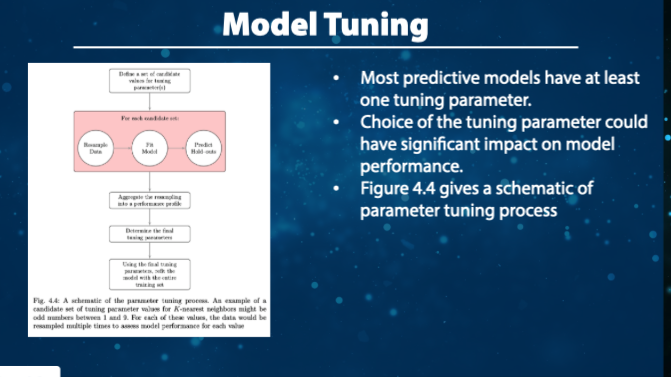 Model Tuning
Define a set of candidate
values for tuning
parameter(s)
For each candidate set:
Resample
Data
Fit
Model
Predict
Hold-outs
Aggregate the resampling
into a performance profile
Determine the final
tuning parameters
Using the final tuning
parameters, refit the
model with the entire
training set
Fig. 4.4: A schematic of the parameter tuning process. An example of a
candidate set of tuning parameter values for K-nearest neighbors might be
odd numbers between 1 and 9. For each of these values, the data would be
resampled multiple times to assess model performance for each value
• Most predictive models have at least
one tuning parameter.
• Choice of the tuning parameter could
have significant impact on model
performance.
• Figure 4.4 gives a schematic of
parameter tuning process